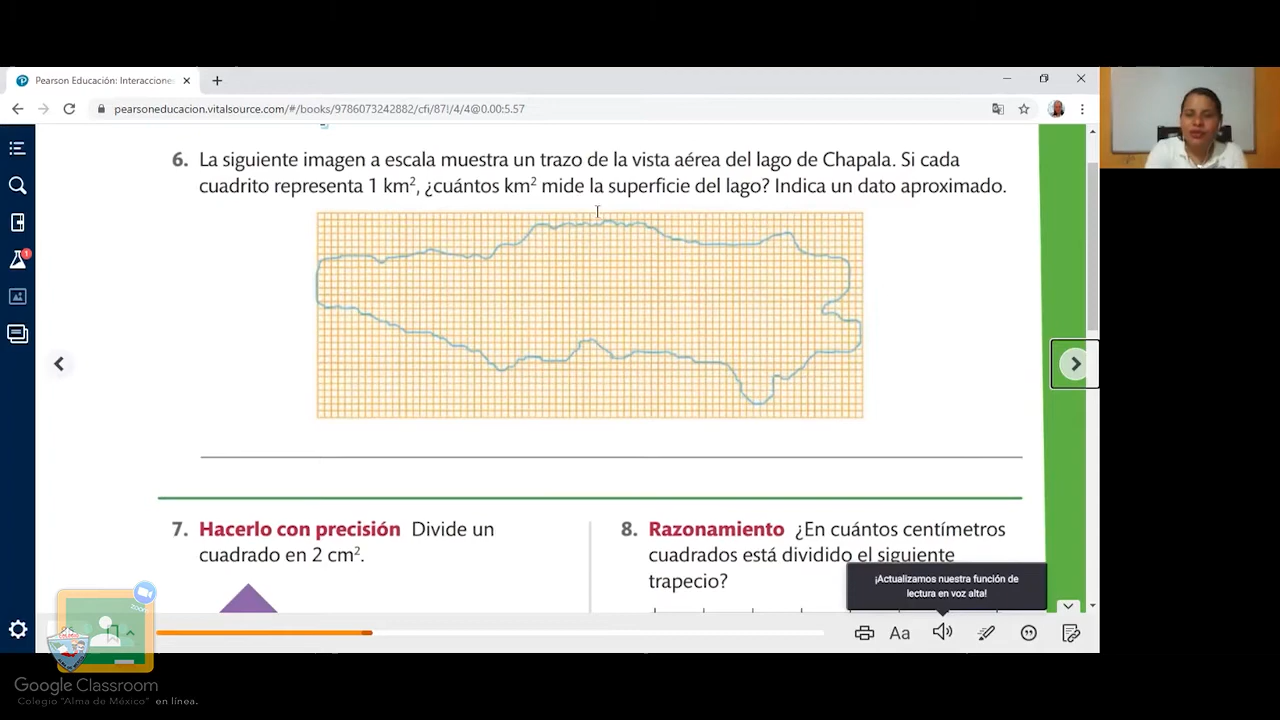 Pearson Educación: Interaccione
pearsoneducacion.vitalsource.com/#/books/9786073242882/cfi/87!/4/4@0.00:5.57
6. La siguiente imagen a escala muestra un trazo de la vista aérea del lago de Chapala. Si cada
cuadrito representa 1 km², ¿cuántos km² mide la superficie del lago? Indica un dato aproximado.
1
7. Hacerlo con precisión Divide un
cuadrado en 2 cm².
8. Razonamiento ¿En cuántos centímetros
cuadrados está dividido el siguiente
trapecio?
¡Actualizamos nuestra función de
lectura en voz alta!
Aa
zoom
Google Classroom
Colegio "Alma de México" en línea.